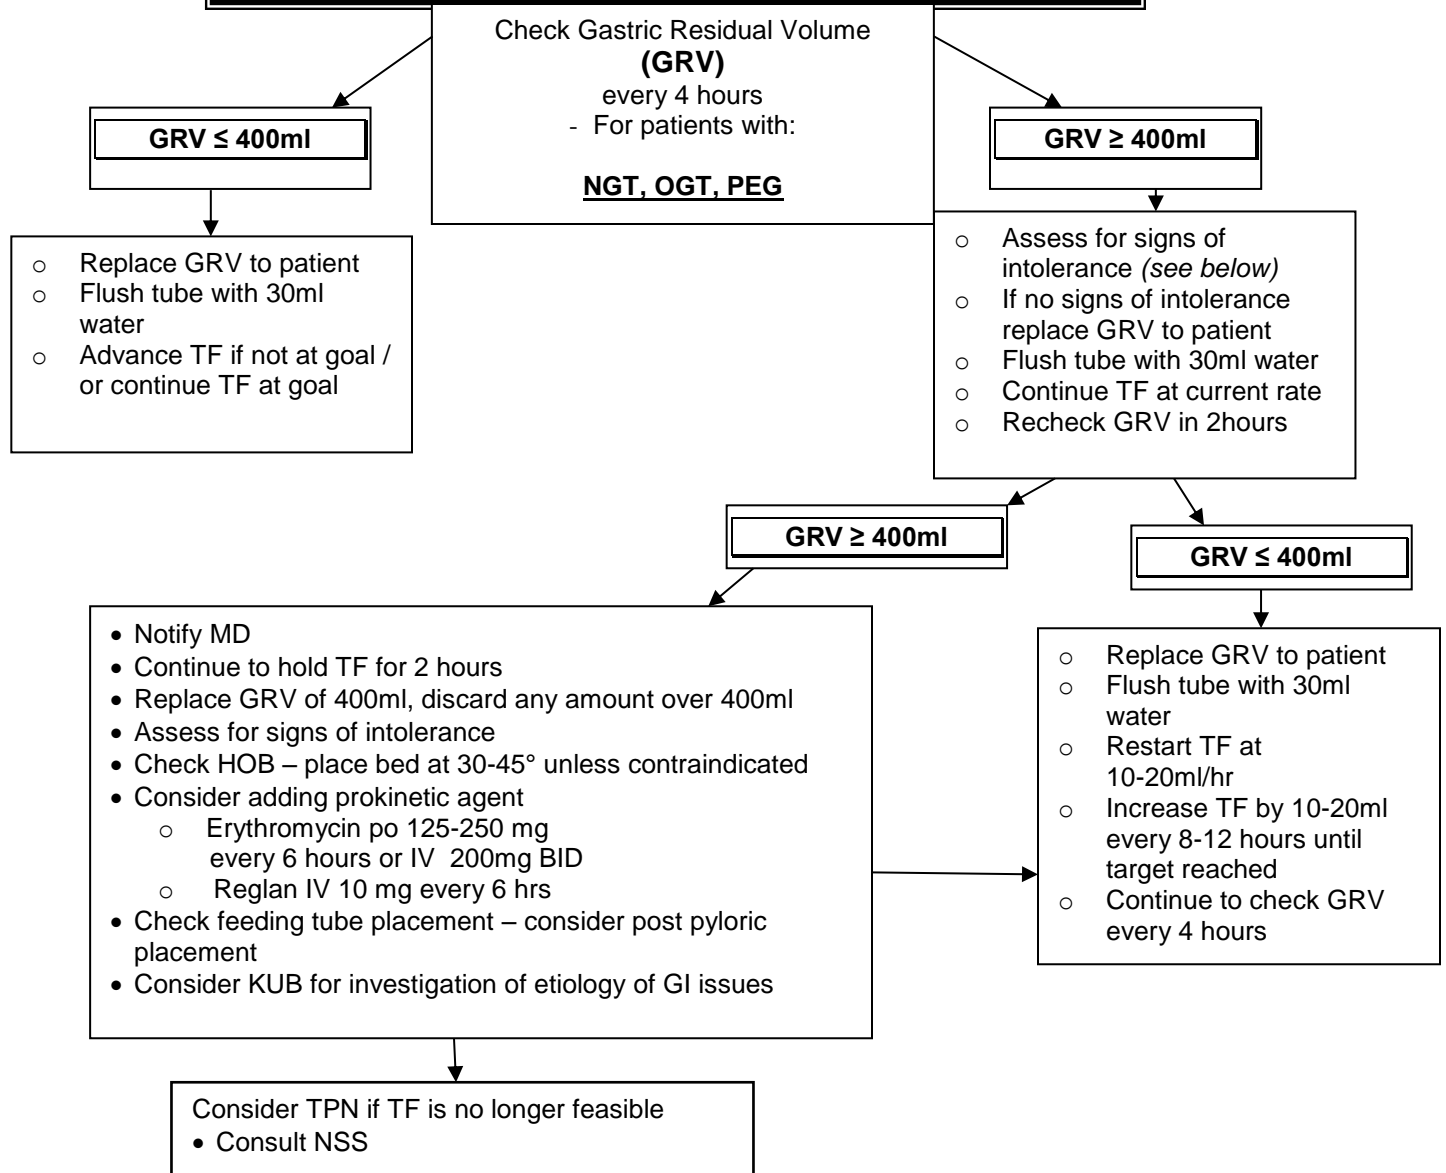 Check Gastric Residual Volume
(GRV)
every 4 hours
- For patients with:
NGT, OGT, PEG
GRV ≤ 400ml
GRV ≥ 400ml
o Replace GRV to patient
o Flush tube with 30ml
water
o Advance TF if not at goal /
or continue TF at goal
o Assess for signs of
intolerance (see below)
o If no signs of intolerance
replace GRV to patient
o Flush tube with 30ml water
o Continue TF at current rate
o Recheck GRV in 2hours
GRV ≥ 400ml
GRV ≤ 400ml
• Notify MD
• Continue to hold TF for 2 hours
• Replace GRV of 400ml, discard any amount over 400ml
• Assess for signs of intolerance
• Check HOB – place bed at 30-45° unless contraindicated
• Consider adding prokinetic agent
o Erythromycin po 125-250 mg
every 6 hours or IV 200mg BID
o Reglan IV 10 mg every 6 hrs
• Check feeding tube placement – consider post pyloric
placement
• Consider KUB for investigation of etiology of GI issues
o Replace GRV to patient
o Flush tube with 30ml
water
o Restart TF at
10-20ml/hr
o Increase TF by 10-20ml
every 8-12 hours until
target reached
o Continue to check GRV
every 4 hours
Consider TPN if TF is no longer feasible
• Consult NSS